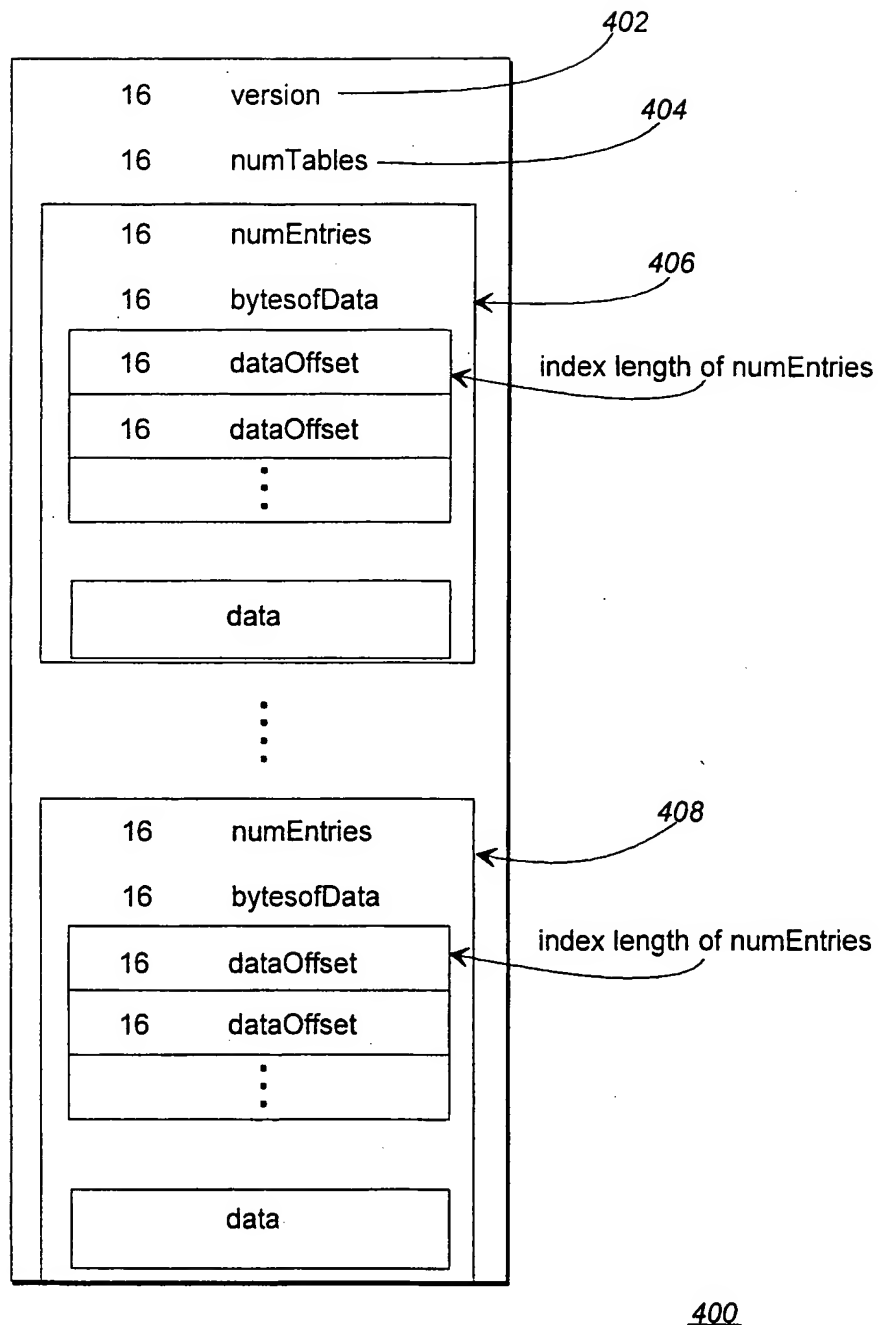 402
16 version
404
16 numTables
16 numEntries
406
16 bytesofData
16 dataOffset
index length of numEntries
16 dataOffset
data
16 numEntries
408
16 bytesofData
index length of numEntries
16 dataOffset
16 dataOffset
data
400